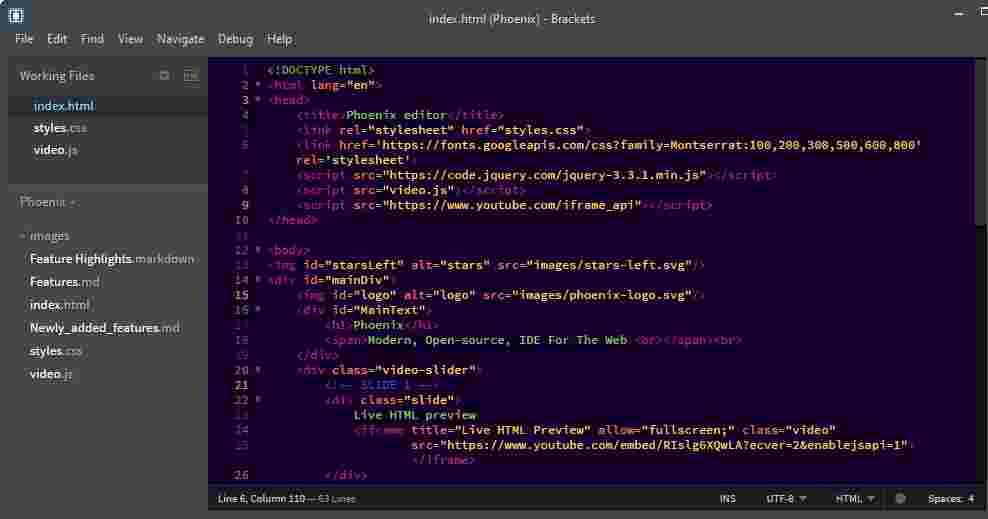 index.html (Phoenix) - Brackets
File Edit Find View Navigate Debug Help
Working Files
index.html
styles.css
video.js
Phoenix
images
Feature Highlights.markdown
Features.md
index.html
Newly_added_features.md
styles.css
video.js
1 <!DOCTYPE html>
2 <html lang="en">
3 <head>
4 <title>Phoenix editor</title>
5 <link rel="stylesheet" href="styles.css">
6 <link href='https://fonts.googleapis.com/css?family=Montserrat:100,200,300,500,600,800'
rel='stylesheet'>
7 <script src="https://code.jquery.com/jquery-3.3.1.min.js"></script>
8 <script src="video.js"></script>
9 <script src="https://www.youtube.com/iframe_api"></script>
10 </head>
11
12 <body>
13 <img id="starsLeft" alt="stars" src="images/stars-left.svg"/>
14 <div id="mainDiv">
15 <img id="logo" alt="logo" src="images/phoenix-logo.svg"/>
16 <div id="MainText">
17 <h1>Phoenix</h1>
18 <span>Modern, Open-source, IDE For The Web <br></span><br>
19 </div>
20 <div class="video-slider">
21 <!-- SLIDE 1 -->
22 <div class="slide">
23 Live HTML preview
24 <iframe title="Live HTML Preview" allow="fullscreen;" class="video"
25 src="https://www.youtube.com/embed/RIslg6XQwLA?ecver=2&enablejsapi=1">
</iframe>
26 </div>
Line 6, Column 110 — 63 Lines
INS UTF-8 HTML Spaces: 4